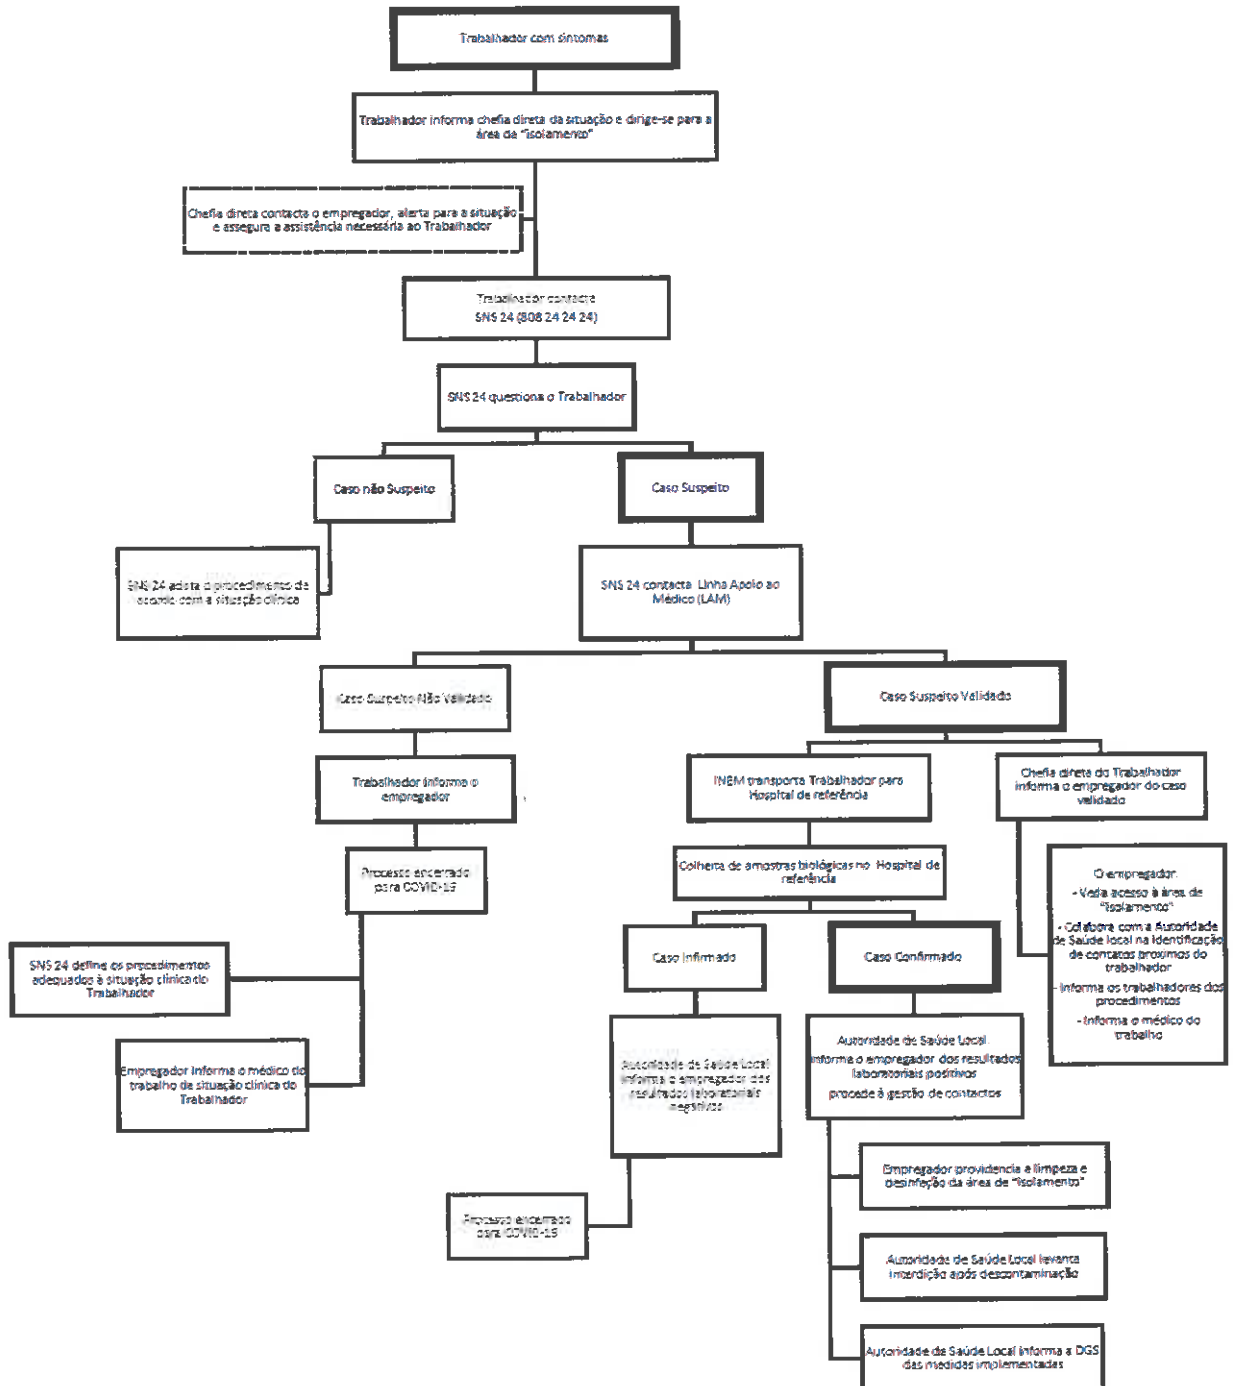 Trabalhador com sintomas
Trabalhador informa chefia direta da situação e dirige-se para a
área de "isolamento"
Chefia direta contacta o empregador, alerta para a situação
e assegura a assistência necessária ao Trabalhador
Trabalhador contacta
SNS 24 (808 24 24 24)
SNS 24 questiona o Trabalhador
Caso não Suspeito
Caso Suspeito
SNS 24 adota o procedimento de
acordo com a situação clínica
SNS 24 contacta Linha Apoio ao
Médico (LAM)
Caso Suspeito Não Validado
Caso Suspeito Validado
Trabalhador informa o
empregador
INEM transporta Trabalhador para
Hospital de referência
Chefia direta do Trabalhador
informa o empregador do caso
validado
Processo encerrado
para COVID-19
Colheita de amostras biológicas no Hospital de
referência
O empregador:
- Veda acesso à área de
"isolamento"
- Colabora com a Autoridade
de Saúde local na identificação
de contatos próximos do
trabalhador
- Informa os trabalhadores dos
procedimentos
- Informa o médico do
trabalho
SNS 24 define os procedimentos
adequados à situação clínica do
Trabalhador
Caso Infirmado
Caso Confirmado
Empregador informa o médico do
trabalho de situação clínica do
Trabalhador
Autoridade de Saúde Local
informa o empregador dos
resultados laboratoriais
negativos
Autoridade de Saúde Local
informa o empregador dos resultados
laboratoriais positivos
procede à gestão de contactos
Empregador providencia a limpeza e
desinfeção da área de "isolamento"
Processo encerrado
para COVID-19
Autoridade de Saúde Local levanta
interdição após descontaminação
Autoridade de Saúde Local informa a DGS
das medidas implementadas